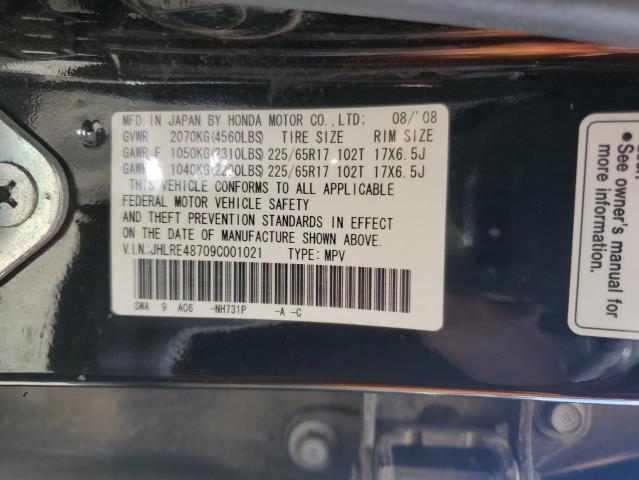 MFD. IN JAPAN BY HONDA MOTOR CO., LTD: 08/'08
GVWR 2070KG(4560LBS) TIRE SIZE RIM SIZE
GAWR F 1050KG(2310LBS) 225/65R17 102T 17X6.5J
GAWR 1040KG(2290LBS) 225/65R17 102T 17X6.5J
THIS VEHICLE CONFORMS TO ALL APPLICABLE
FEDERAL MOTOR VEHICLE SAFETY
AND THEFT PREVENTION STANDARDS IN EFFECT
ON THE DATE OF MANUFACTURE SHOWN ABOVE.
V.I.N:JHLRE48709C001021 TYPE: MPV
SWA 9 AC6 -NH731P -A -C
See owner's manual for
more information.